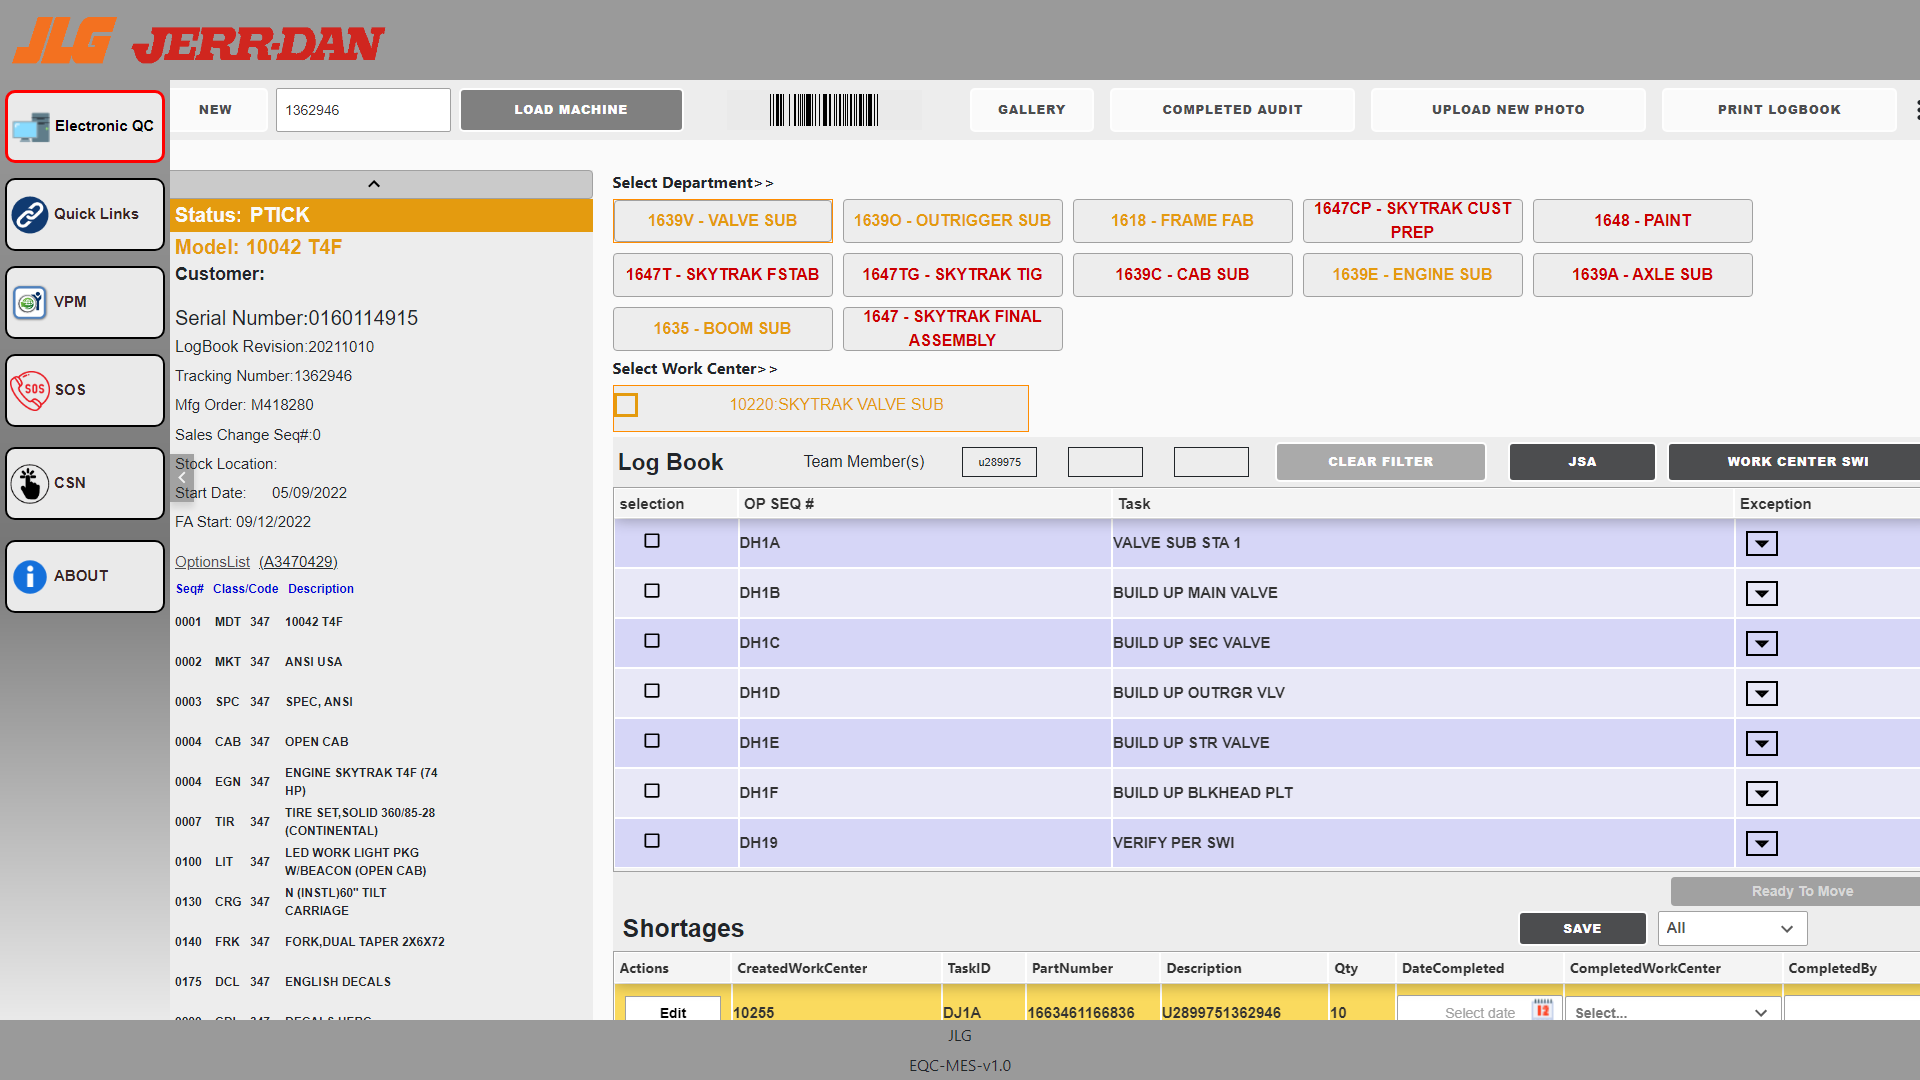 JLG JERR-DAN
Electronic QC
Quick Links
VPM
SOS
SOS
CSN
ABOUT
NEW
1362946
LOAD MACHINE
GALLERY
COMPLETED AUDIT
UPLOAD NEW PHOTO
PRINT LOGBOOK
Status: PTICK
Model: 10042 T4F
Customer:
Serial Number:0160114915
LogBook Revision:20211010
Tracking Number:1362946
Mfg Order: M418280
Sales Change Seq#:0
Stock Location:
Start Date: 05/09/2022
FA Start: 09/12/2022
OptionsList (A3470429)
Seq# Class/Code Description
0001 MDT 347 10042 T4F
0002 MKT 347 ANSI USA
0003 SPC 347 SPEC, ANSI
0004 CAB 347 OPEN CAB
0004 EGN 347 ENGINE SKYTRAK T4F (74
HP)
0007 TIR 347 TIRE SET,SOLID 360/85-28
(CONTINENTAL)
0100 LIT 347 LED WORK LIGHT PKG
W/BEACON (OPEN CAB)
0130 CRG 347 N (INSTL)60" TILT
CARRIAGE
0140 FRK 347 FORK,DUAL TAPER 2X6X72
0175 DCL 347 ENGLISH DECALS
Select Department>>
1639V - VALVE SUB
1639O - OUTRIGGER SUB
1618 - FRAME FAB
1647CP - SKYTRAK CUST
PREP
1648 - PAINT
1647T - SKYTRAK FSTAB
1647TG - SKYTRAK TIG
1639C - CAB SUB
1639E - ENGINE SUB
1639A - AXLE SUB
1635 - BOOM SUB
1647 - SKYTRAK FINAL
ASSEMBLY
Select Work Center>>
10220:SKYTRAK VALVE SUB
Log Book
Team Member(s)
u289975
CLEAR FILTER
JSA
WORK CENTER SWI
selection OP SEQ # Task Exception
DH1A VALVE SUB STA 1
DH1B BUILD UP MAIN VALVE
DH1C BUILD UP SEC VALVE
DH1D BUILD UP OUTRGR VLV
DH1E BUILD UP STR VALVE
DH1F BUILD UP BLKHEAD PLT
DH19 VERIFY PER SWI
Ready To Move
Shortages
SAVE
All
Actions CreatedWorkCenter TaskID PartNumber Description Qty DateCompleted CompletedWorkCenter CompletedBy
Edit 10255 DJ1A 1663461166836 U2899751362946 10 Select date 12 Select...
JLG
EQC-MES-v1.0